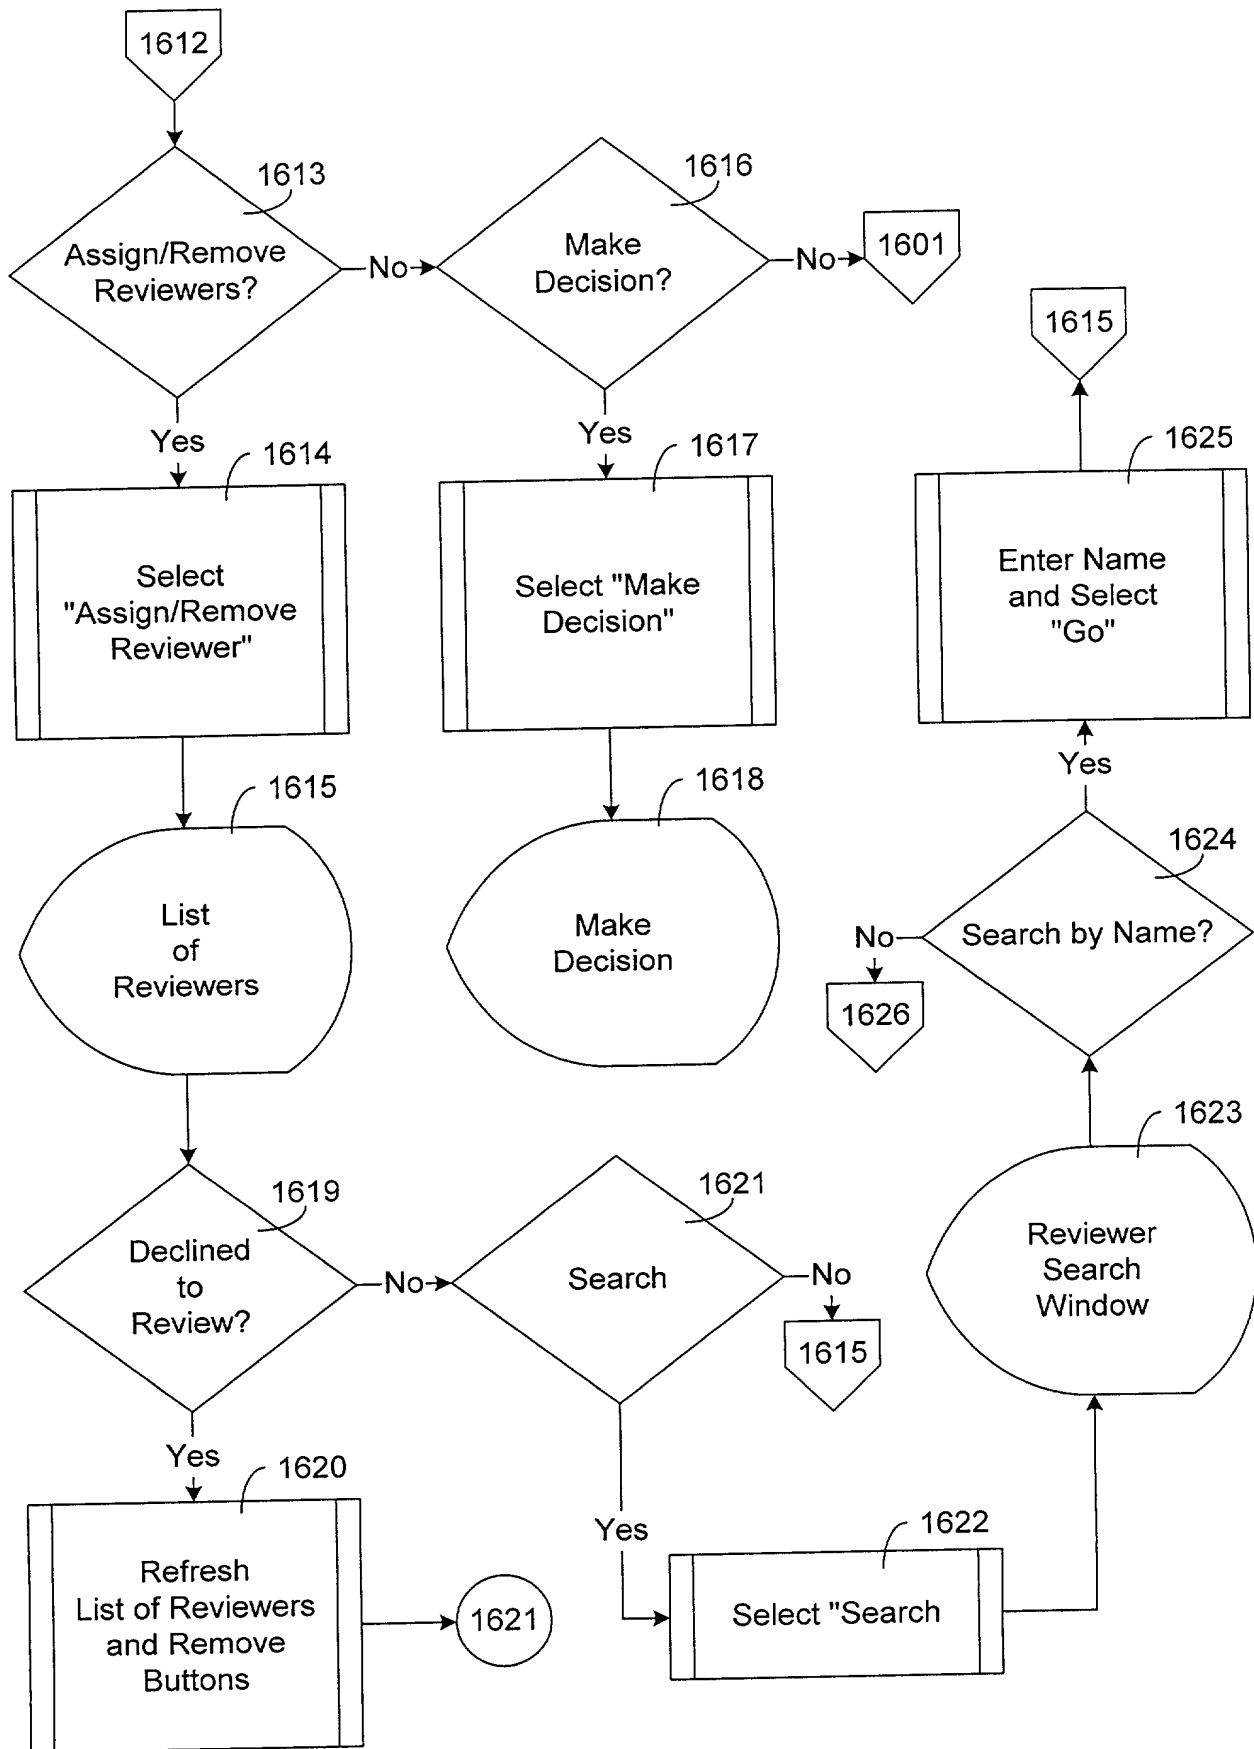 1612
1613
Assign/Remove
Reviewers?
No
1616
Make
Decision?
No
1601
Yes
1614
Select
"Assign/Remove
Reviewer"
Yes
1617
Select "Make
Decision"
1615
List
of
Reviewers
1618
Make
Decision
1619
Declined
to
Review?
No
1621
Search
No
1615
Yes
1620
Refresh
List of Reviewers
and Remove
Buttons
1621
Yes
1622
Select "Search
1623
Reviewer
Search
Window
1624
Search by Name?
No
1626
Yes
1625
Enter Name
and Select
"Go"
1615